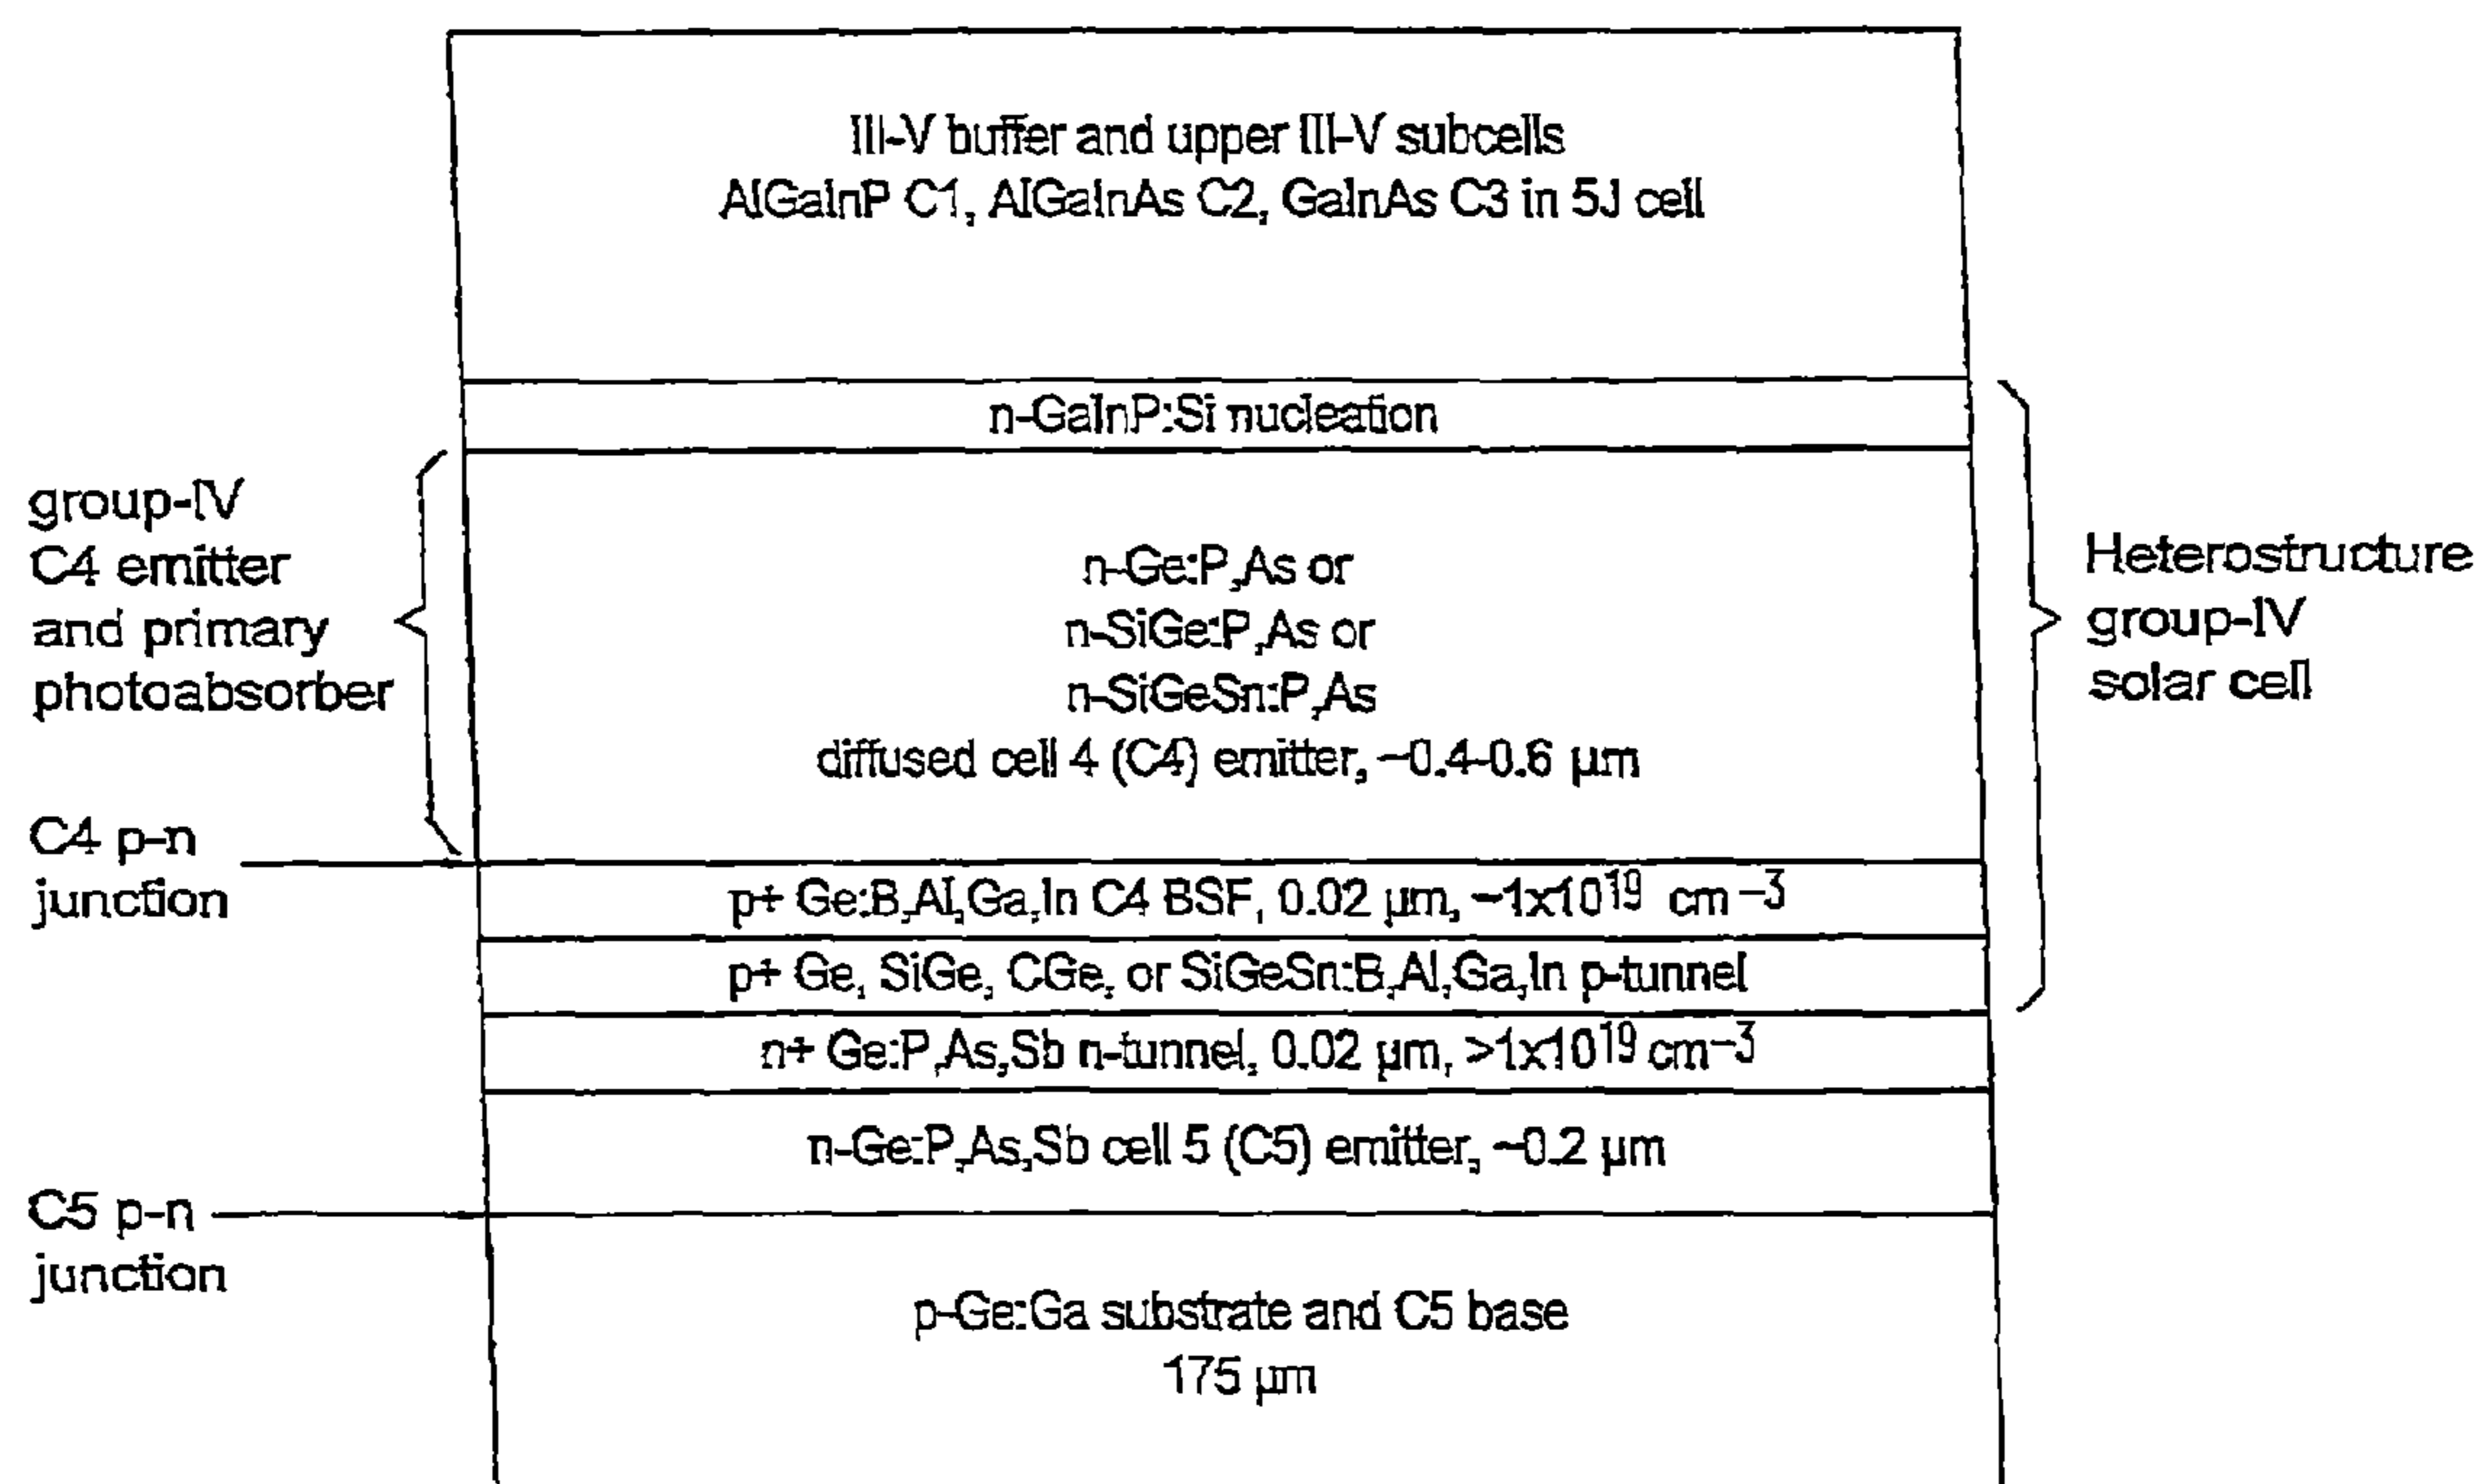 III-V buffer and upper III-V subcells
AlGaInP C1, AlGaInAs C2, GaInAs C3 in 5J cell
n-GaInP:Si nucleation
group-IV
C4 emitter
and primary
photoabsorber
n-Ge:P,As or
n-SiGe:P,As or
n-SiGeSn:P,As
diffused cell 4 (C4) emitter, ~0.4-0.6 µm
Heterostructure
group-IV
solar cell
C4 p-n
junction
p+ Ge:B,Al,Ga,In C4 BSF, 0.02 µm, ~1x10¹⁹ cm⁻³
p+ Ge, SiGe, CGe, or SiGeSn:B,Al,Ga,In p-tunnel
n+ Ge:P,As,Sb n-tunnel, 0.02 µm, >1x10¹⁹ cm⁻³
n-Ge:P,As,Sb cell 5 (C5) emitter, ~0.2 µm
C5 p-n
junction
p-Ge:Ga substrate and C5 base
175 µm